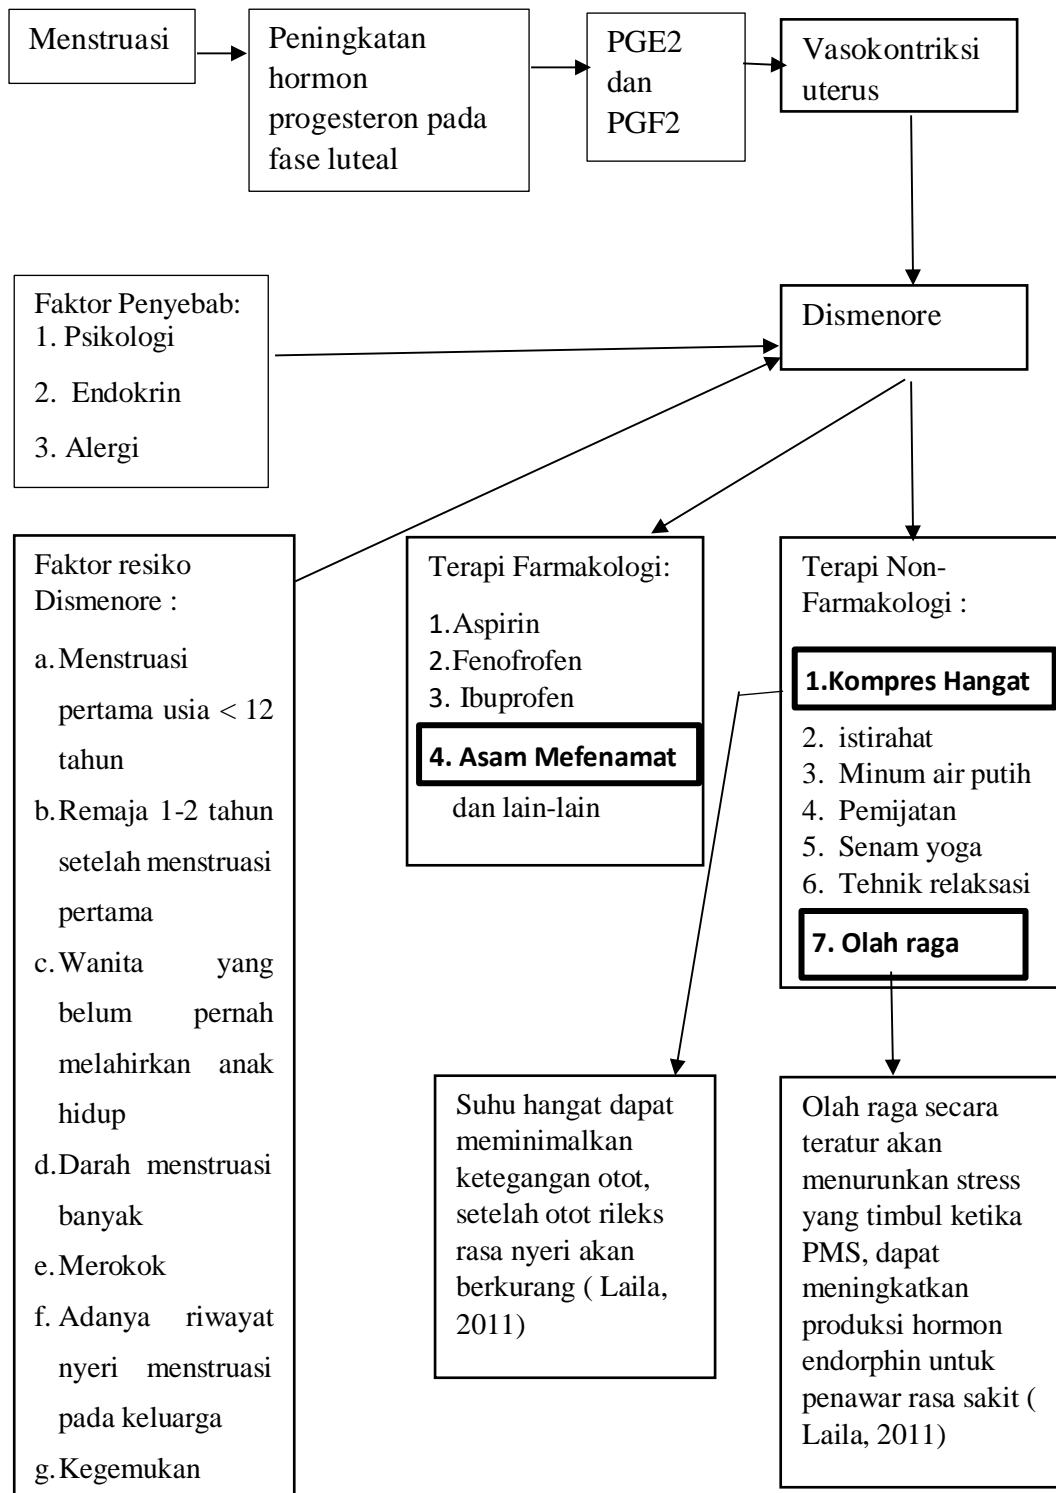 Menstruasi
Peningkatan
hormon
progesteron pada
fase luteal
PGE2
dan
PGF2
Vasokontriksi
uterus
Faktor Penyebab:
1. Psikologi
2. Endokrin
3. Alergi
Dismenore
Faktor resiko
Dismenore :
a. Menstruasi
pertama usia < 12
tahun
b. Remaja 1-2 tahun
setelah menstruasi
pertama
c. Wanita yang
belum pernah
melahirkan anak
hidup
d. Darah menstruasi
banyak
e. Merokok
f. Adanya riwayat
nyeri menstruasi
pada keluarga
g. Kegemukan
Terapi Farmakologi:
1. Aspirin
2. Fenofrofen
3. Ibuprofen
4. Asam Mefenamat
dan lain-lain
Terapi Non-
Farmakologi :
1.Kompres Hangat
2. istirahat
3. Minum air putih
4. Pemijatan
5. Senam yoga
6. Tehnik relaksasi
7. Olah raga
Suhu hangat dapat
meminimalkan
ketegangan otot,
setelah otot rileks
rasa nyeri akan
berkurang ( Laila,
2011)
Olah raga secara
teratur akan
menurunkan stress
yang timbul ketika
PMS, dapat
meningkatkan
produksi hormon
endorphin untuk
penawar rasa sakit (
Laila, 2011)